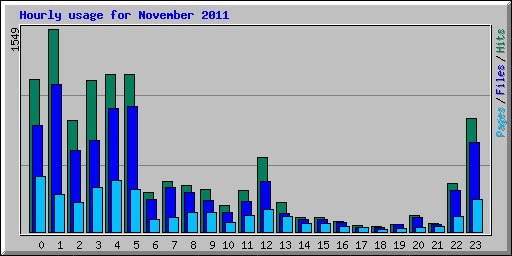 Hourly usage for November 2011
1549
Pages / Files / Hits
0 1 2 3 4 5 6 7 8 9 10 11 12 13 14 15 16 17 18 19 20 21 22 23